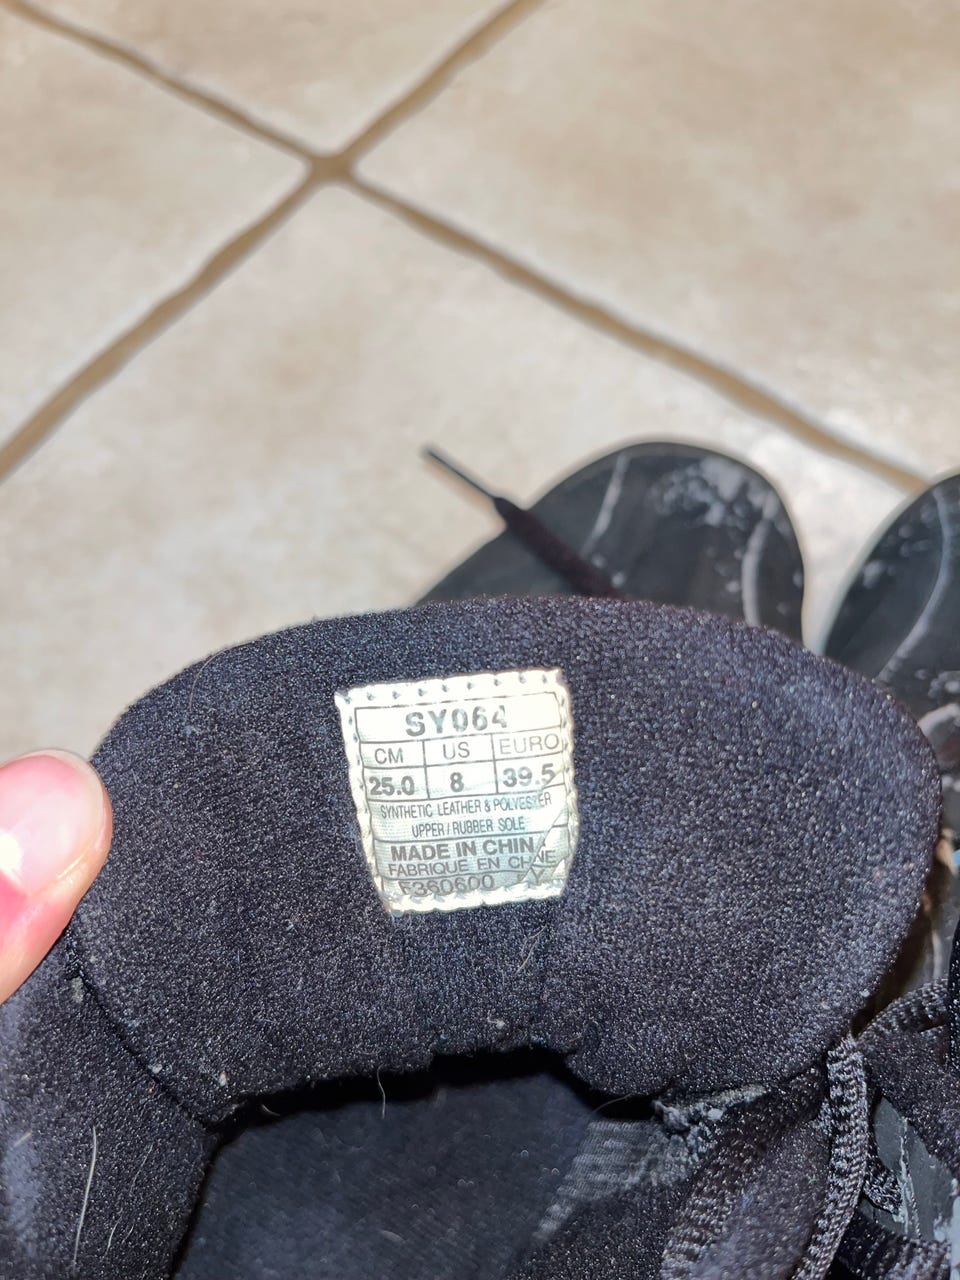 SY064
CM US EURO
25.0 8 39.5
SYNTHETIC LEATHER & POLYESTER
UPPER / RUBBER SOLE
MADE IN CHIN
FABRIQUE EN CHINE